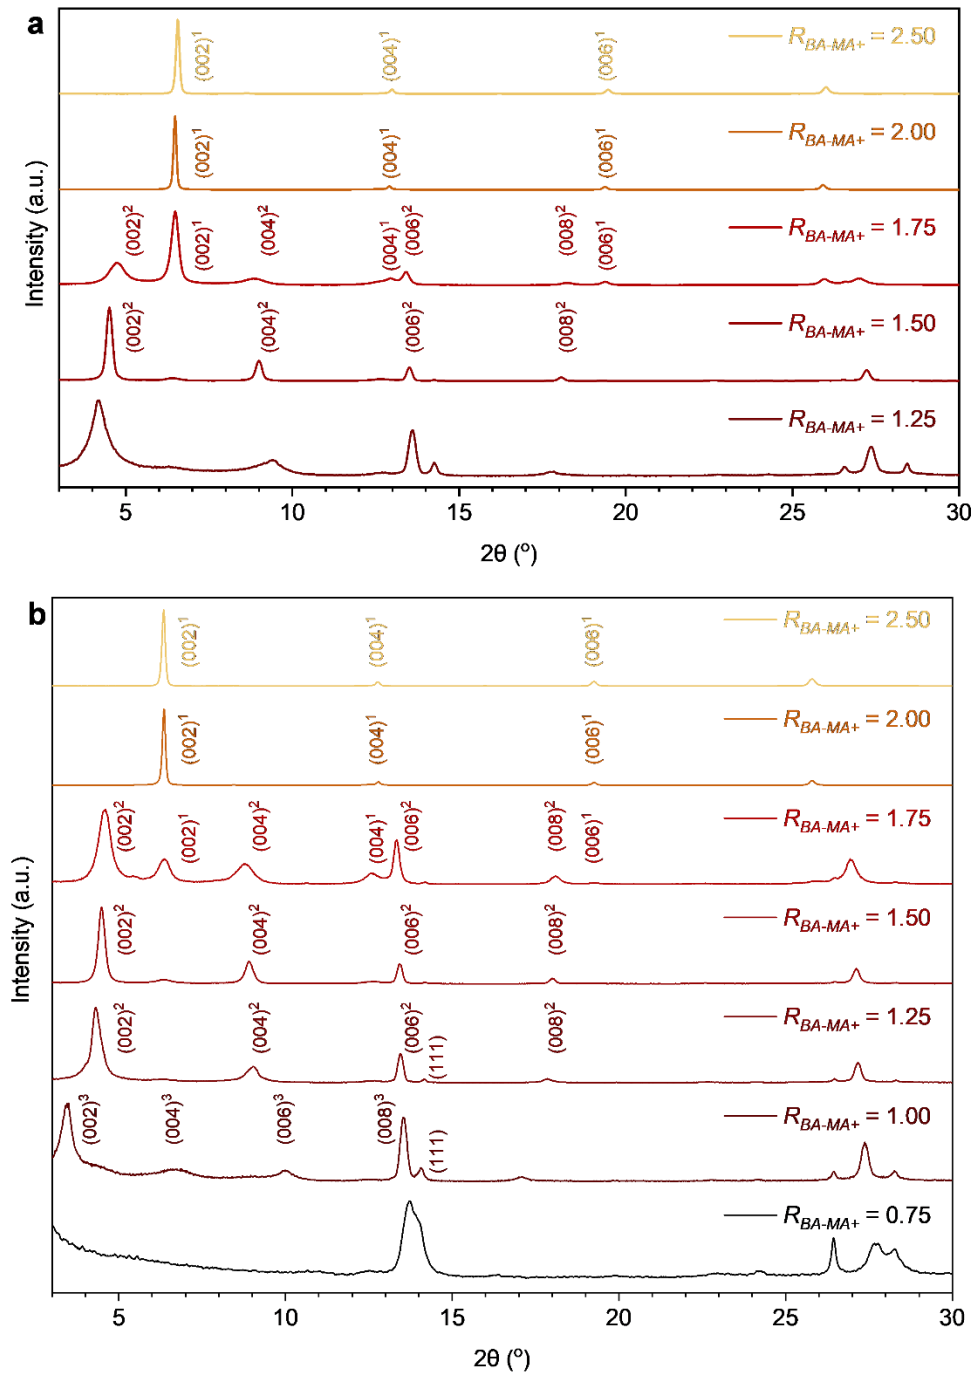 a
R_BA-MA+ = 2.50
(002)¹
(004)¹
(006)¹
R_BA-MA+ = 2.00
(002)¹
(004)¹
(006)¹
R_BA-MA+ = 1.75
(002)²
(002)¹
(004)²
(004)¹
(006)²
(008)²
(006)¹
R_BA-MA+ = 1.50
(002)²
(004)²
(006)²
(008)²
R_BA-MA+ = 1.25
Intensity (a.u.)
5 10 15 20 25 30
2θ (°)
b
R_BA-MA+ = 2.50
(002)¹
(004)¹
(006)¹
R_BA-MA+ = 2.00
(002)¹
(004)¹
(006)¹
R_BA-MA+ = 1.75
(002)²
(002)¹
(004)²
(004)¹
(006)²
(008)²
(006)¹
R_BA-MA+ = 1.50
(002)²
(004)²
(006)²
(008)²
R_BA-MA+ = 1.25
(002)²
(004)²
(006)²
(111)
(008)²
R_BA-MA+ = 1.00
(002)³
(004)³
(006)³
(008)³
(111)
R_BA-MA+ = 0.75
Intensity (a.u.)
5 10 15 20 25 30
2θ (°)